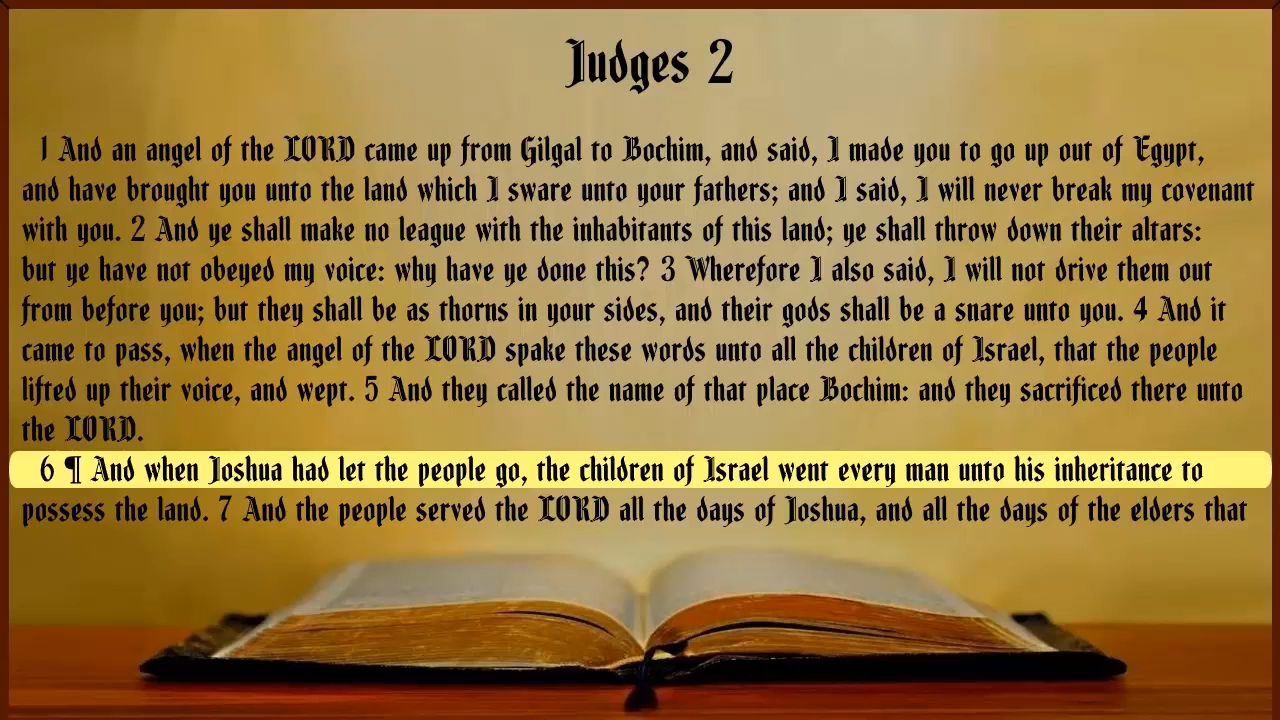 Judges 2
1 And an angel of the LORD came up from Gilgal to Bochim, and said, I made you to go up out of Egypt,
and have brought you unto the land which I sware unto your fathers; and I said, I will never break my covenant
with you. 2 And ye shall make no league with the inhabitants of this land; ye shall throw down their altars:
but ye have not obeyed my voice: why have ye done this? 3 Wherefore I also said, I will not drive them out
from before you; but they shall be as thorns in your sides, and their gods shall be a snare unto you. 4 And it
came to pass, when the angel of the LORD spake these words unto all the children of Israel, that the people
lifted up their voice, and wept. 5 And they called the name of that place Bochim: and they sacrificed there unto
the LORD.
6 ¶ And when Joshua had let the people go, the children of Israel went every man unto his inheritance to
possess the land. 7 And the people served the LORD all the days of Joshua, and all the days of the elders that